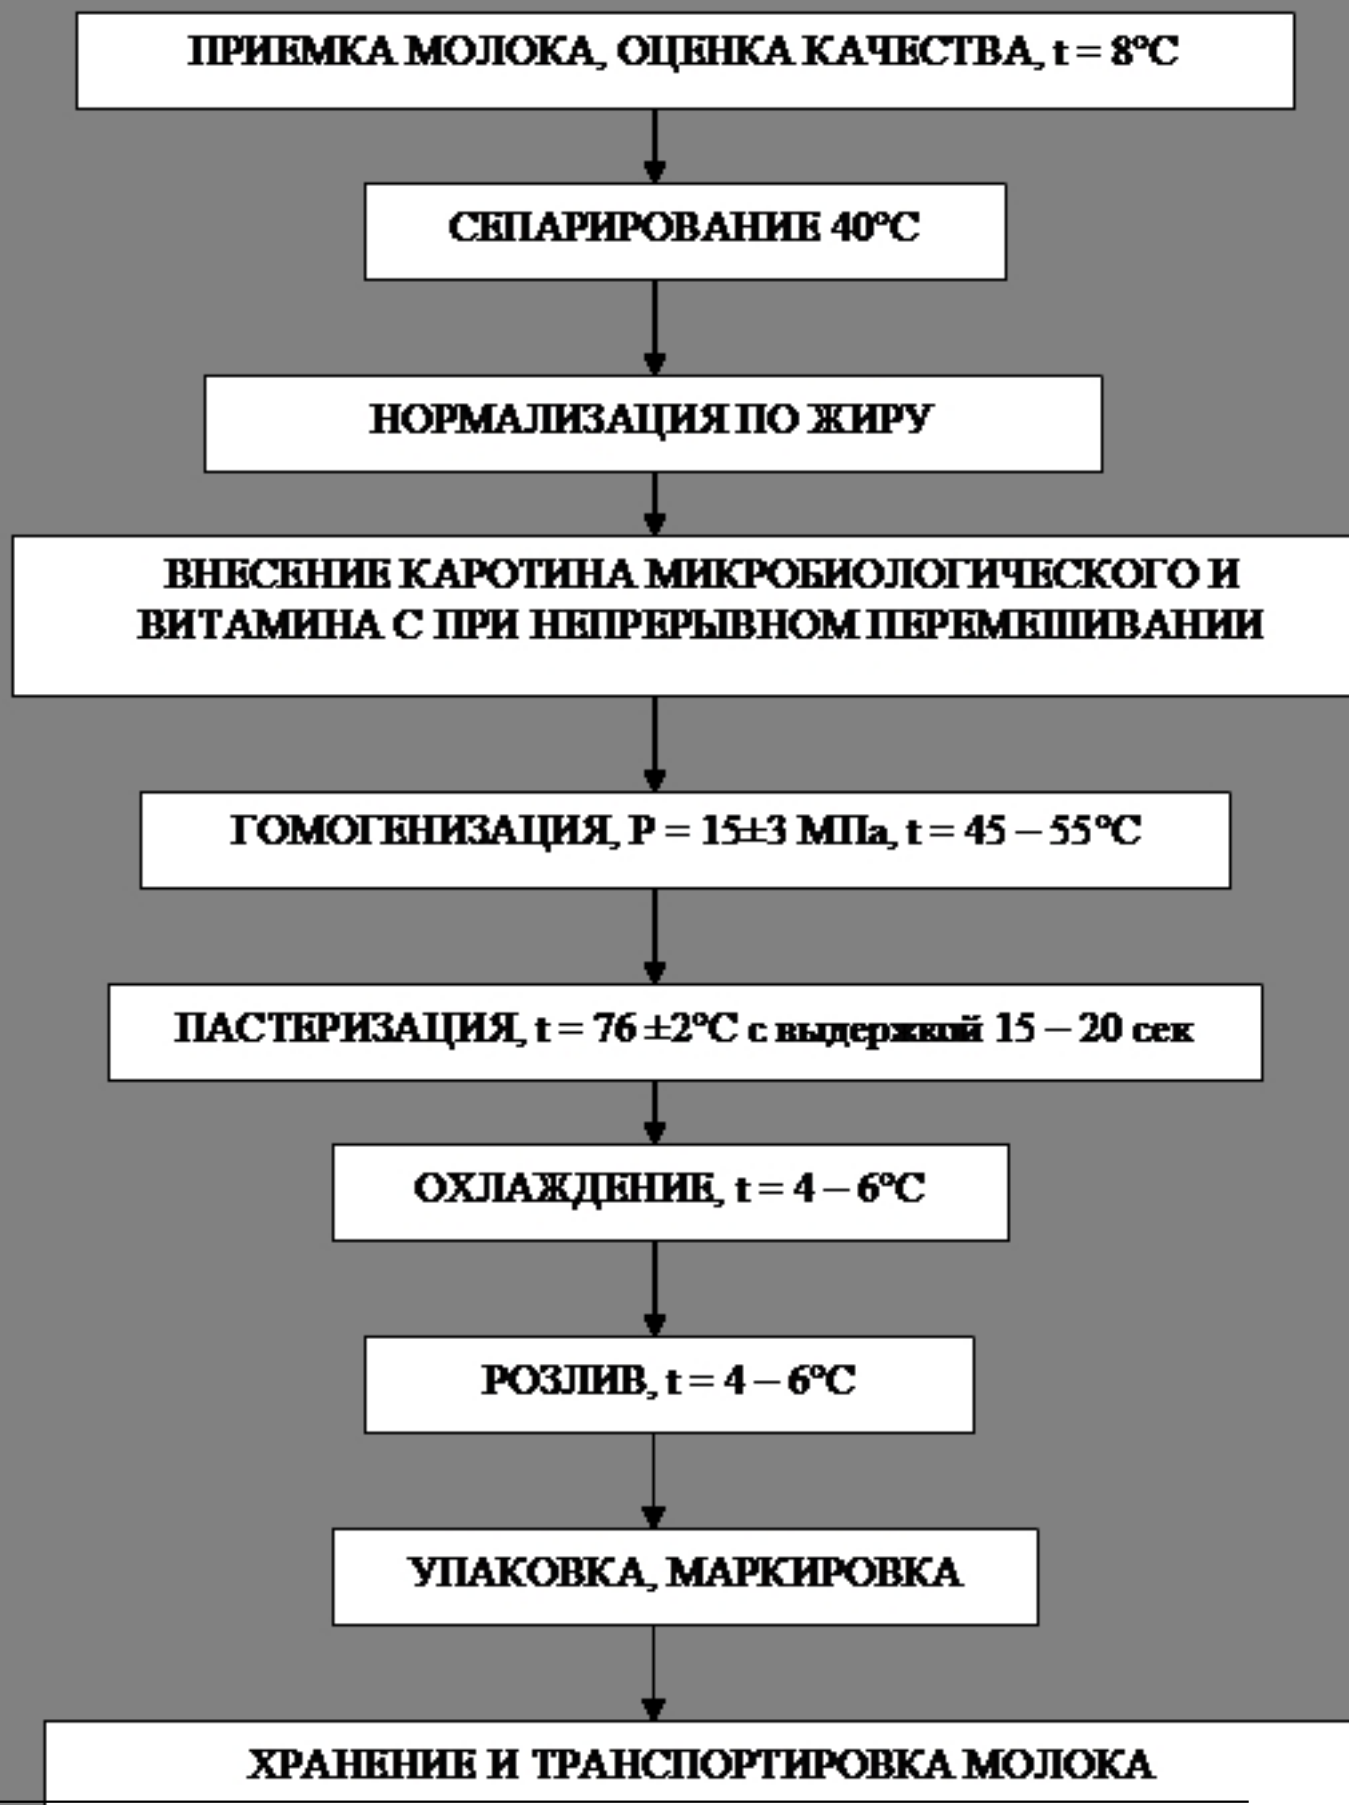 ПРИЕМКА МОЛОКА, ОЦЕНКА КАЧЕСТВА, t = 8°С
СЕПАРИРОВАНИЕ 40°С
НОРМАЛИЗАЦИЯ ПО ЖИРУ
ВНЕСЕНИЕ КАРОТИНА МИКРОБИОЛОГИЧЕСКОГО И
ВИТАМИНА С ПРИ НЕПРЕРЫВНОМ ПЕРЕМЕШИВАНИИ
ГОМОГЕНИЗАЦИЯ, Р = 15±3 МПа, t = 45 – 55°С
ПАСТЕРИЗАЦИЯ, t = 76 ±2°С с выдержкой 15 – 20 сек
ОХЛАЖДЕНИЕ, t = 4 – 6°С
РОЗЛИВ, t = 4 – 6°С
УПАКОВКА, МАРКИРОВКА
ХРАНЕНИЕ И ТРАНСПОРТИРОВКА МОЛОКА